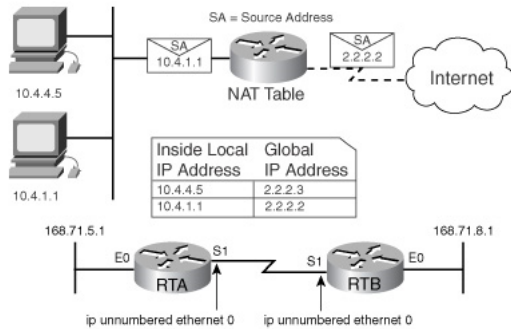 SA = Source Address
SA
10.4.1.1
SA
2.2.2.2
Internet
10.4.4.5
NAT Table
10.4.1.1
Inside Local IP Address
Global IP Address
10.4.4.5 2.2.2.3
10.4.1.1 2.2.2.2
168.71.5.1
168.71.8.1
E0
S1
S1
E0
RTA
RTB
ip unnumbered ethernet 0
ip unnumbered ethernet 0